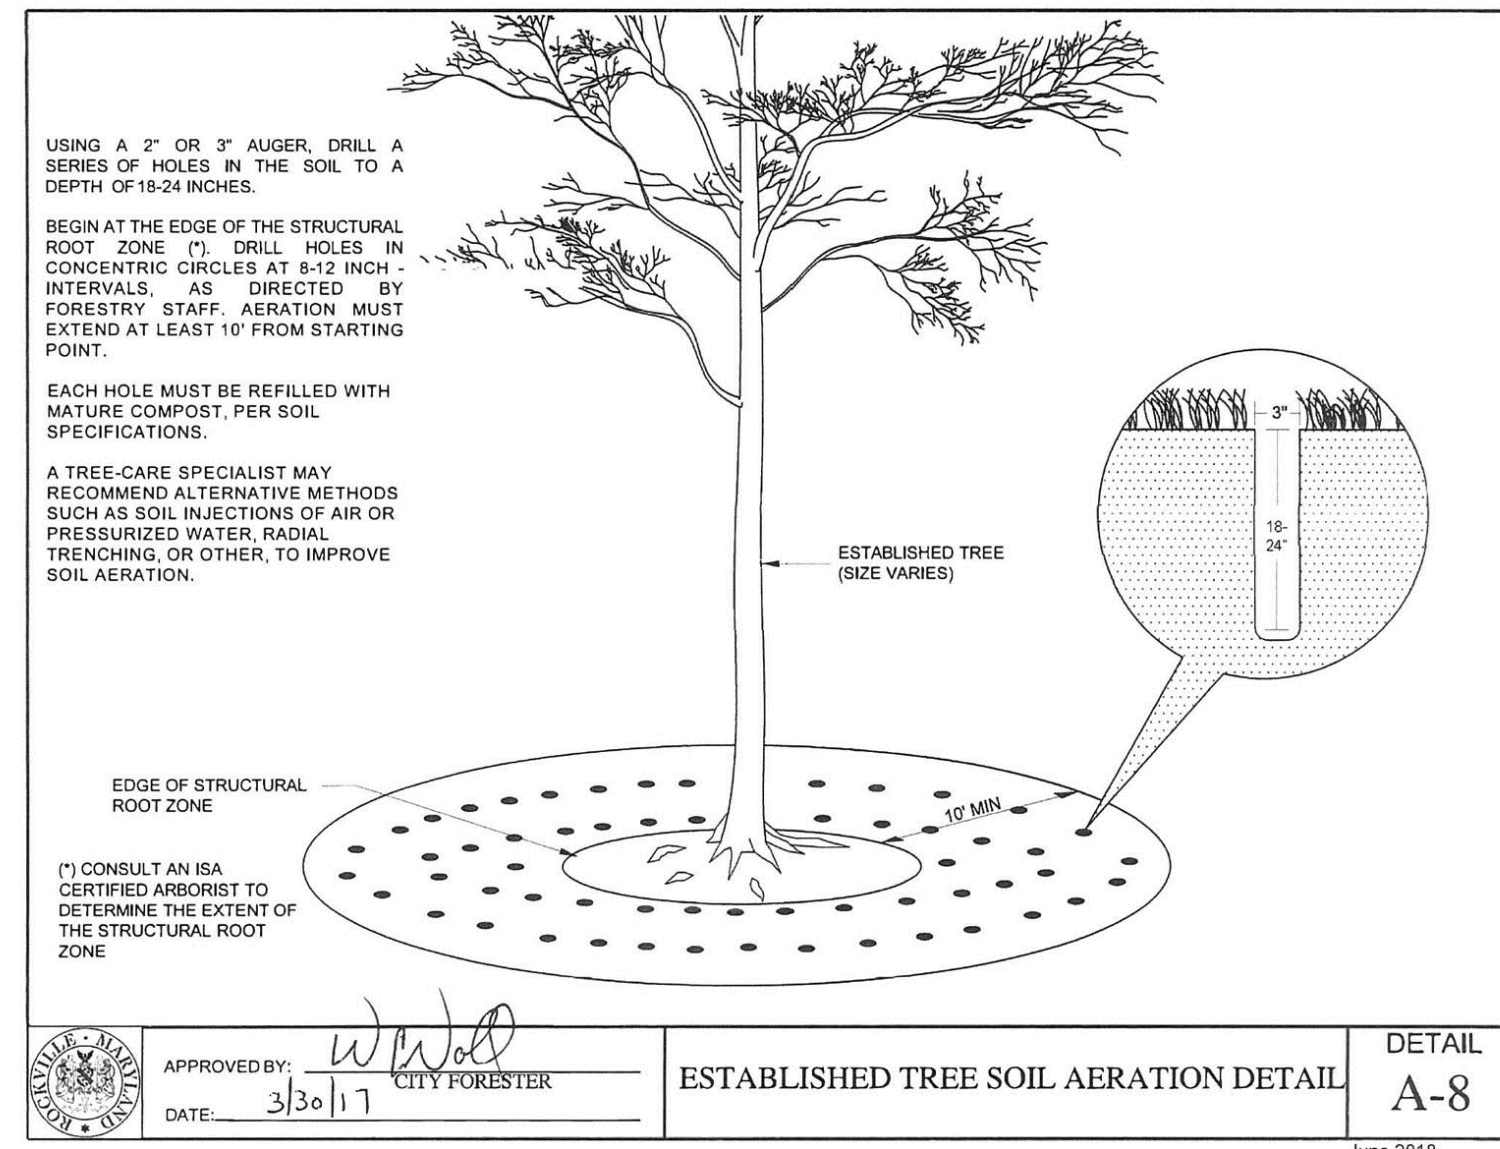 USING A 2" OR 3" AUGER, DRILL A
SERIES OF HOLES IN THE SOIL TO A
DEPTH OF 18-24 INCHES.
BEGIN AT THE EDGE OF THE STRUCTURAL
ROOT ZONE (*). DRILL HOLES IN
CONCENTRIC CIRCLES AT 8-12 INCH -
INTERVALS, AS DIRECTED BY
FORESTRY STAFF. AERATION MUST
EXTEND AT LEAST 10' FROM STARTING
POINT.
EACH HOLE MUST BE REFILLED WITH
MATURE COMPOST, PER SOIL
SPECIFICATIONS.
A TREE-CARE SPECIALIST MAY
RECOMMEND ALTERNATIVE METHODS
SUCH AS SOIL INJECTIONS OF AIR OR
PRESSURIZED WATER, RADIAL
TRENCHING, OR OTHER, TO IMPROVE
SOIL AERATION.
3"
18-
24"
ESTABLISHED TREE
(SIZE VARIES)
EDGE OF STRUCTURAL
ROOT ZONE
10' MIN
(*) CONSULT AN ISA
CERTIFIED ARBORIST TO
DETERMINE THE EXTENT OF
THE STRUCTURAL ROOT
ZONE
ROCKVILLE · MARYLAND
APPROVED BY:
CITY FORESTER
DATE: 3/30/17
ESTABLISHED TREE SOIL AERATION DETAIL
DETAIL
A-8